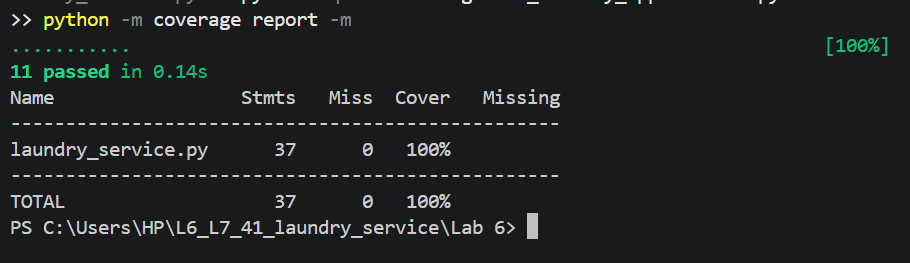 >> python -m coverage report -m
........... [100%]
11 passed in 0.14s
Name                Stmts   Miss  Cover   Missing
--------------------------------------------------
laundry_service.py     37      0   100%
--------------------------------------------------
TOTAL                  37      0   100%
PS C:\Users\HP\L6_L7_41_laundry_service\Lab 6>